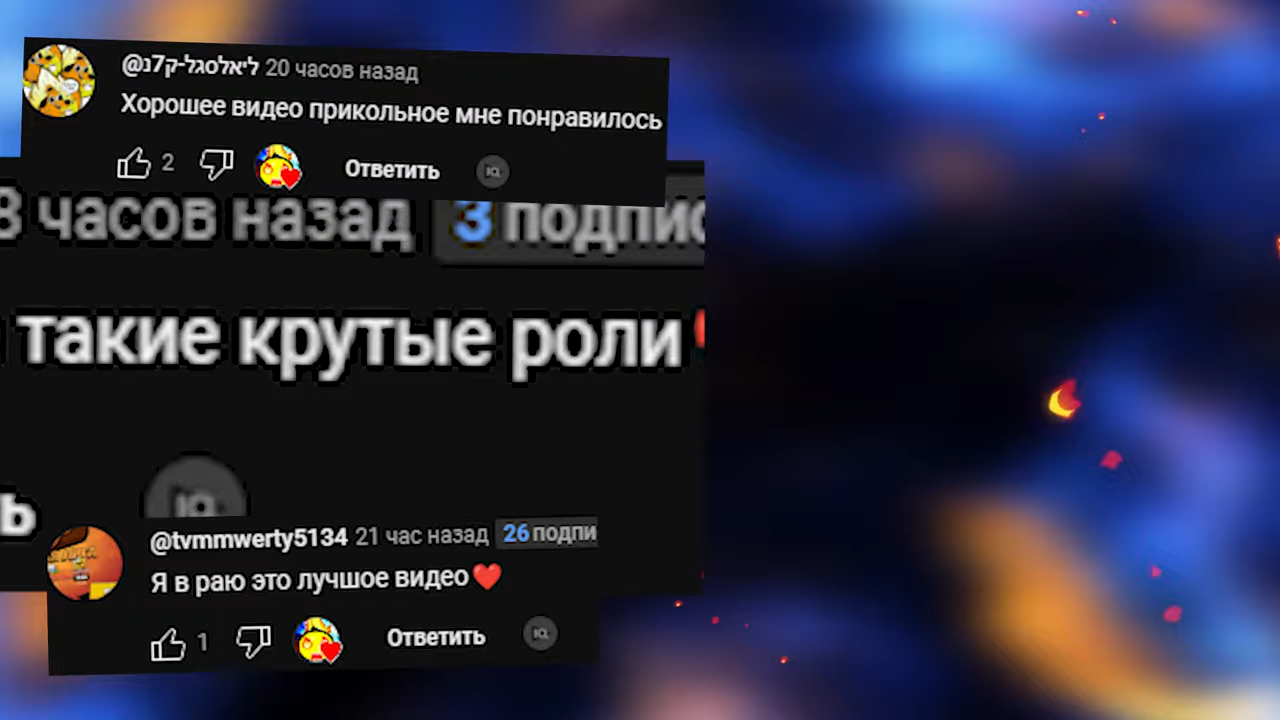 @ליאלסגל-ק7נ 20 часов назад
Хорошее видео прикольное мне понравилось
2 Ответить
8 часов назад 3 подпис
такие крутые роли
ь
@tvmmwerty5134 21 час назад 26 подпи
Я в раю это лучшое видео ❤️
1 Ответить